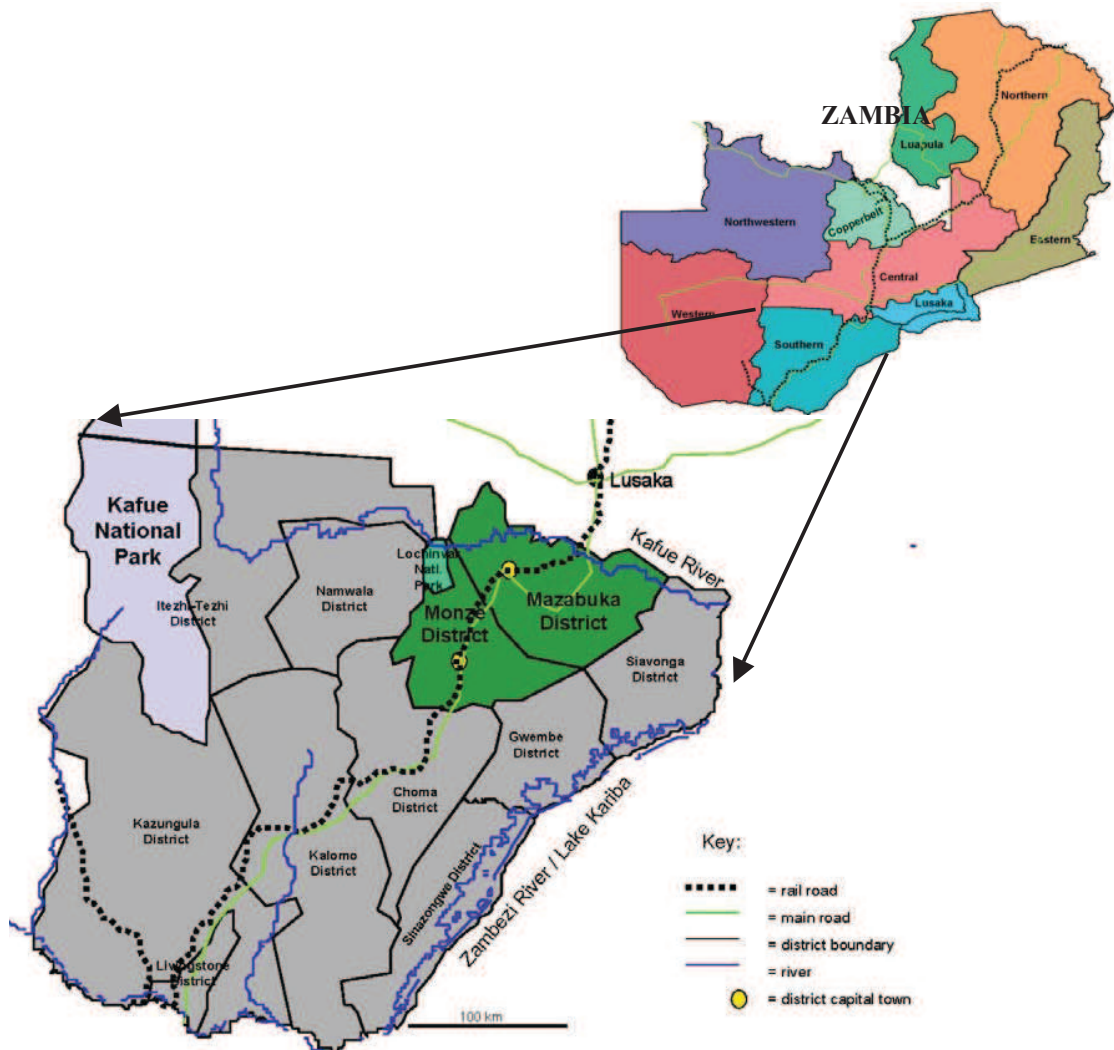 ZAMBIA
Northern
Luapula
Northwestern
Copperbelt
Eastern
Central
Lusaka
Western
Southern
Lusaka
Kafue
National
Park
Kafue River
Lochinvar
Natl.
Park
Namwala
District
Itezhi-Tezhi
District
Monze
District
Mazabuka
District
Siavonga
District
Gwembe
District
Choma
District
Kazungula
District
Kalomo
District
Sinazongwa District
Zambezi River / Lake Kariba
Livingstone
District
100 km
Key:
= rail road
= main road
= district boundary
= river
= district capital town